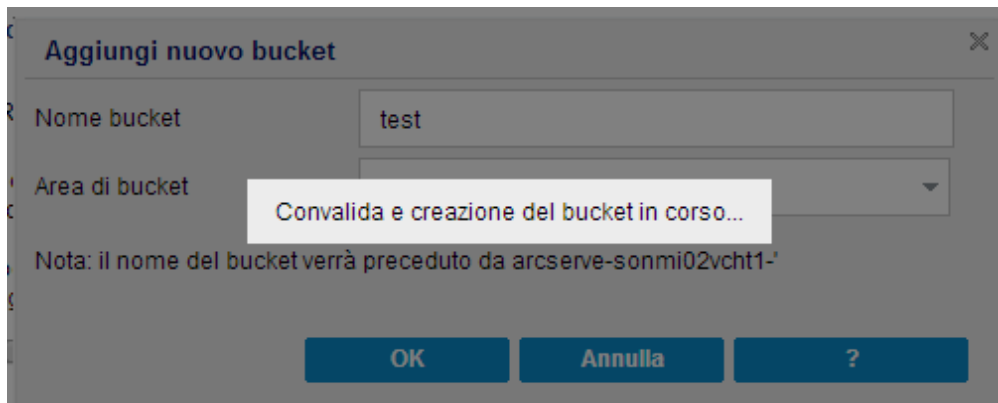 Aggiungi nuovo bucket
Nome bucket
test
Area di bucket
Convalida e creazione del bucket in corso...
Nota: il nome del bucket verrà preceduto da arcserve-sonmi02vcht1-'
OK Annulla ?